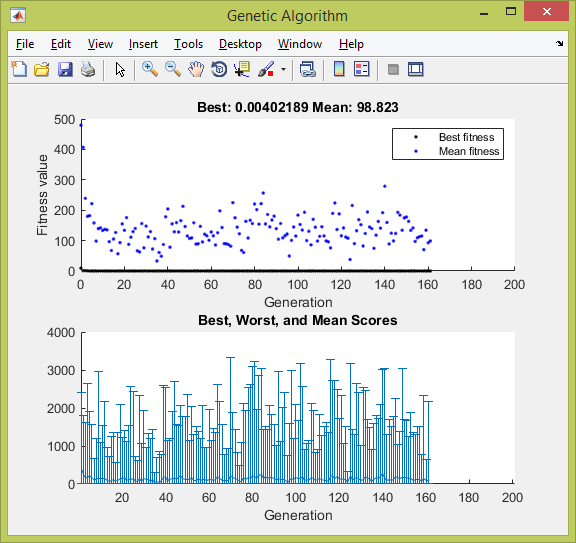 Genetic Algorithm
File Edit View Insert Tools Desktop Window Help
Best: 0.00402189 Mean: 98.823
500
400
300
200
100
0
Fitness value
Best fitness
Mean fitness
0 20 40 60 80 100 120 140 160 180 200
Generation
Best, Worst, and Mean Scores
4000
3000
2000
1000
0
20 40 60 80 100 120 140 160 180 200
Generation